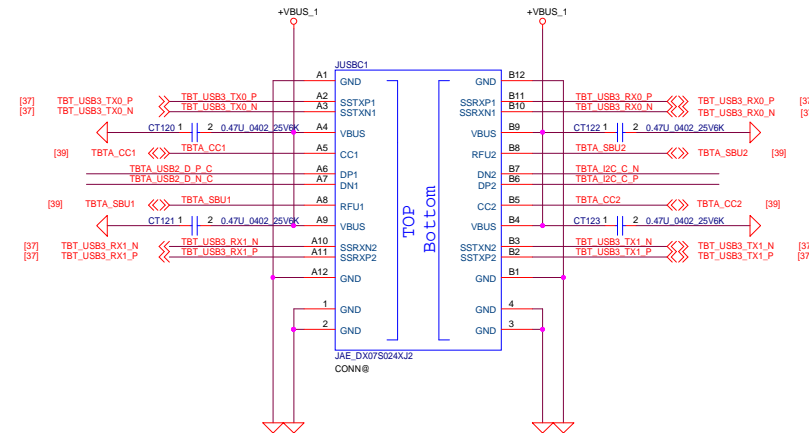 +VBUS_1 +VBUS_1
JUSBC1
A1 GND GND B12
[37] TBT_USB3_TX0_P TBT_USB3_TX0_P A2 SSTXP1 SSRXP1 B11 TBT_USB3_RX0_P TBT_USB3_RX0_P
[37] TBT_USB3_TX0_N TBT_USB3_TX0_N A3 SSTXN1 SSRXN1 B10 TBT_USB3_RX0_N TBT_USB3_RX0_N
CT120 1 2 0.47U_0402_25V6K A4 VBUS VBUS B9 CT122 1 2 0.47U_0402_25V6K
[39] TBTA_CC1 TBTA_CC1 A5 CC1 RFU2 B8 TBTA_SBU2 TBTA_SBU2 [39]
TBTA_USB2_D_P_C A6 DP1 DN2 B7 TBTA_I2C_C_N
TBTA_USB2_D_N_C A7 DN1 DP2 B6 TBTA_I2C_C_P
[39] TBTA_SBU1 TBTA_SBU1 A8 RFU1 CC2 B5 TBTA_CC2 TBTA_CC2 [39]
CT121 1 2 0.47U_0402_25V6K A9 VBUS VBUS B4 CT123 1 2 0.47U_0402_25V6K
[37] TBT_USB3_RX1_N TBT_USB3_RX1_N A10 SSRXN2 SSTXN2 B3 TBT_USB3_TX1_N TBT_USB3_TX1_N
[37] TBT_USB3_RX1_P TBT_USB3_RX1_P A11 SSRXP2 SSTXP2 B2 TBT_USB3_TX1_P TBT_USB3_TX1_P
A12 GND GND B1
1 GND GND 4
2 GND GND 3
TOP
Bottom
JAE_DX07S024XJ2
CONN@